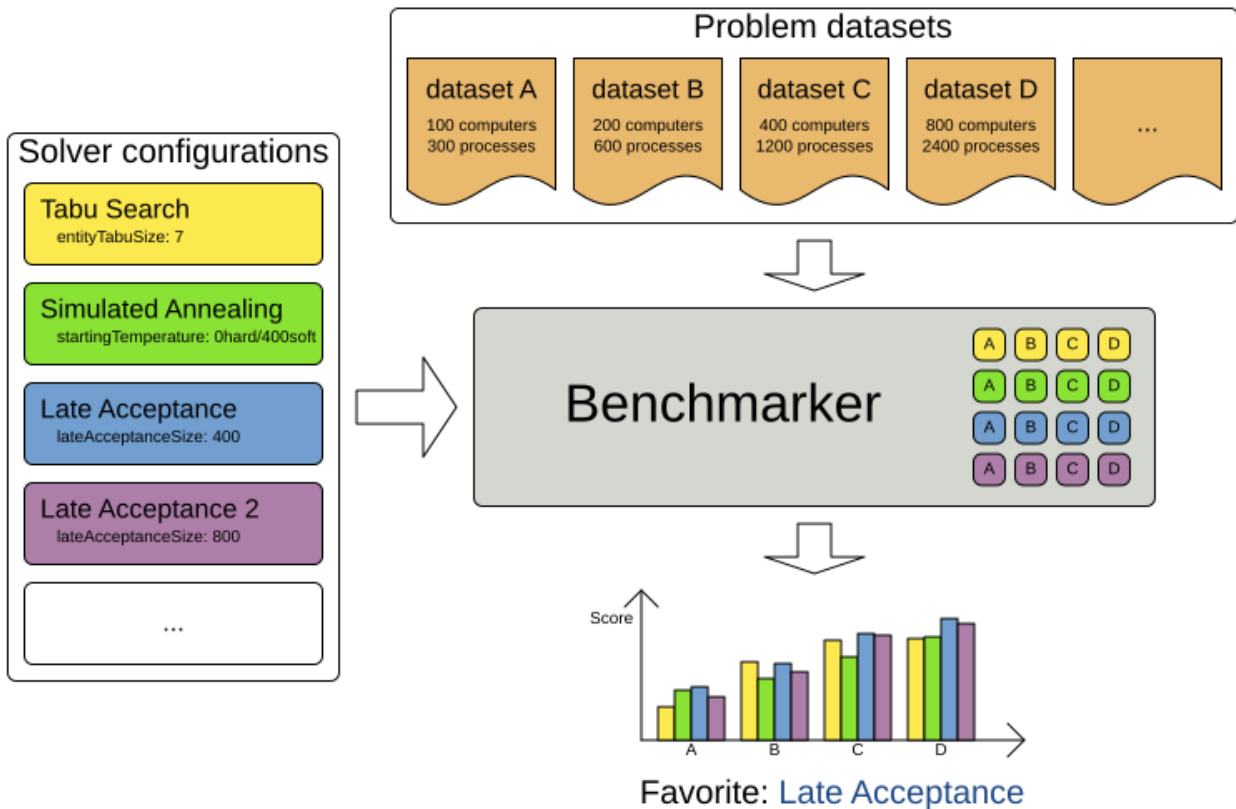 Problem datasets
dataset A
100 computers
300 processes
dataset B
200 computers
600 processes
dataset C
400 computers
1200 processes
dataset D
800 computers
2400 processes
...
Solver configurations
Tabu Search
entityTabuSize: 7
Simulated Annealing
startingTemperature: 0hard/400soft
Late Acceptance
lateAcceptanceSize: 400
Late Acceptance 2
lateAcceptanceSize: 800
...
Benchmarker
A B C D
A B C D
A B C D
A B C D
Score
A B C D
Favorite: Late Acceptance